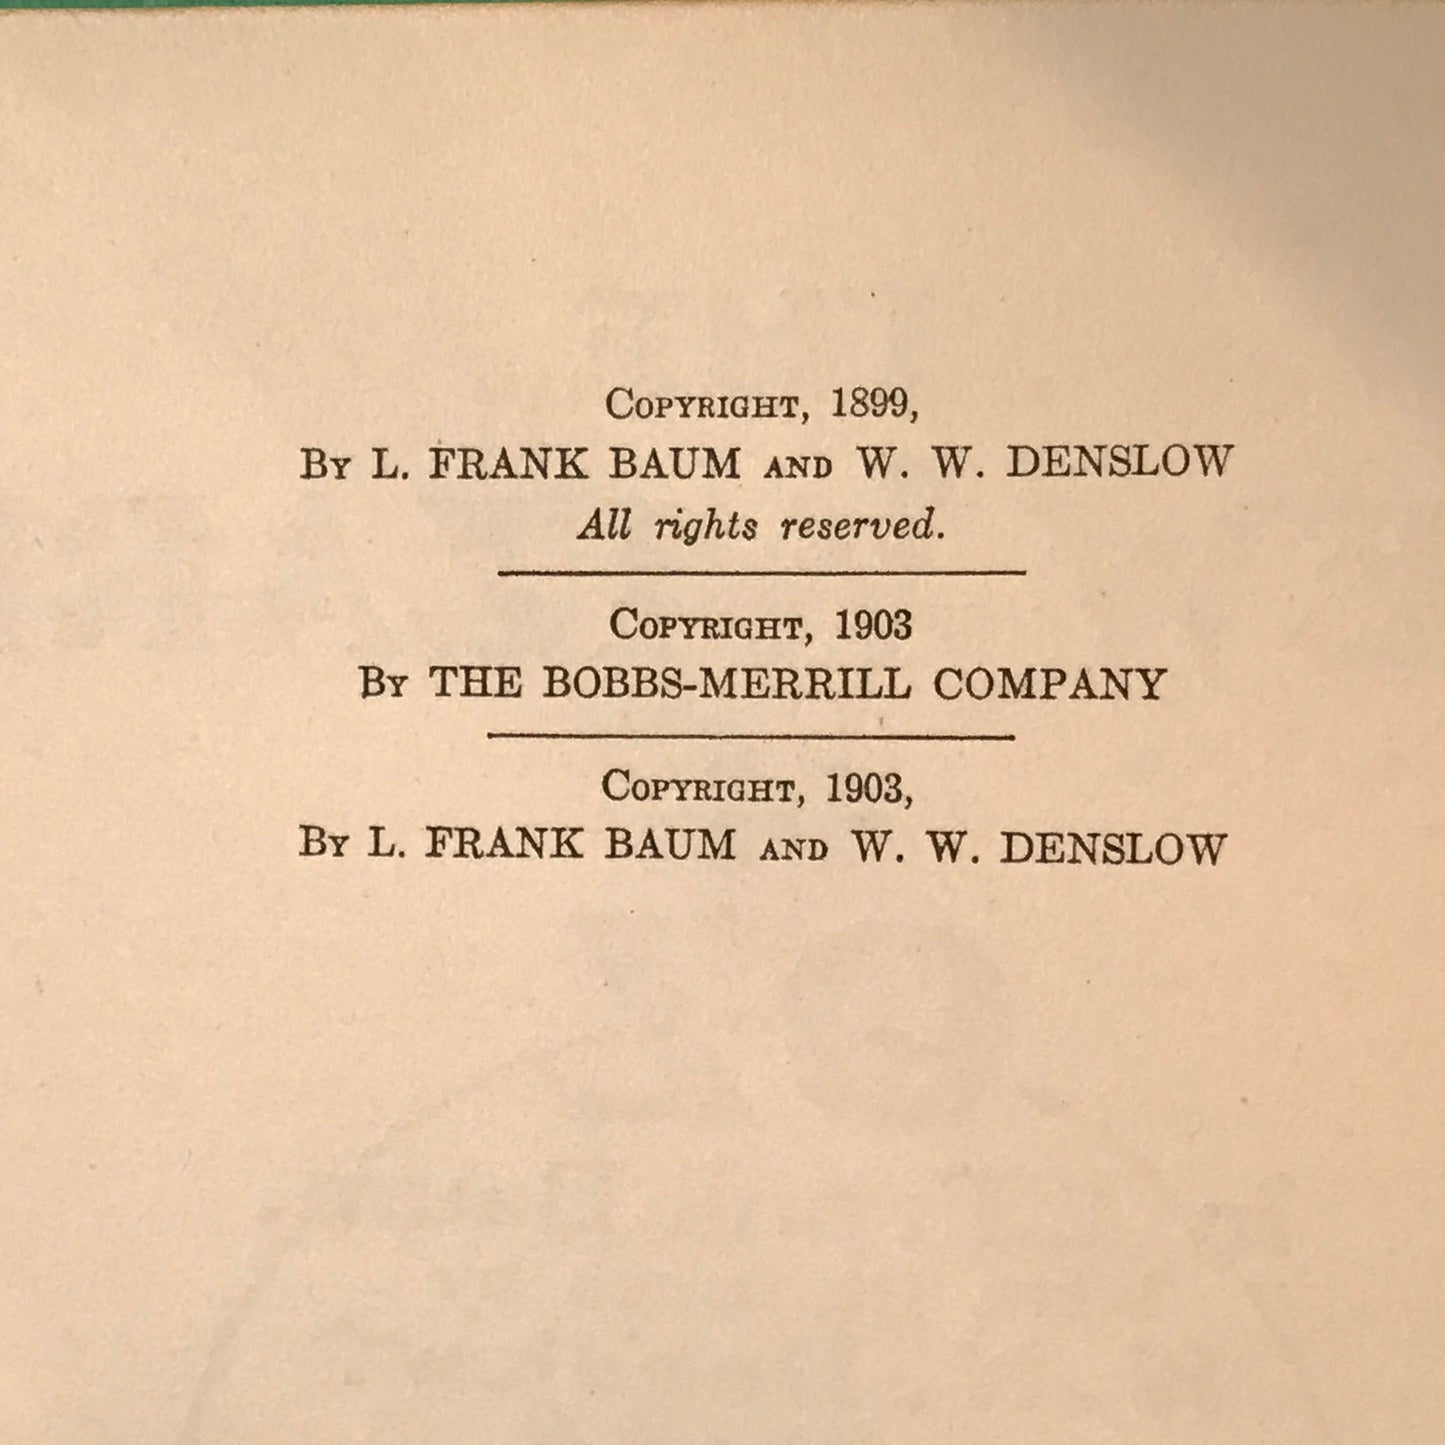 Copyright, 1899,
By L. FRANK BAUM and W. W. DENSLOW
All rights reserved.
Copyright, 1903
By THE BOBBS-MERRILL COMPANY
Copyright, 1903,
By L. FRANK BAUM and W. W. DENSLOW